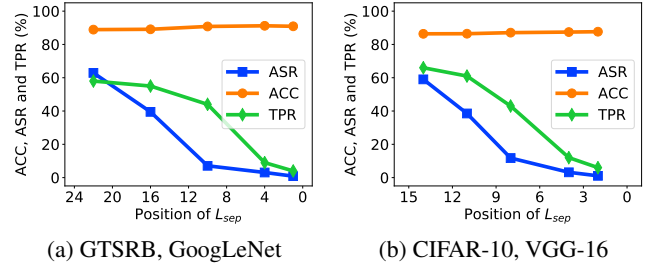 ACC, ASR and TPR (%)
100
80
60
40
20
0
ASR
ACC
TPR
24 20 16 12 8 4 0
Position of L_sep
(a) GTSRB, GoogLeNet
ACC, ASR and TPR (%)
100
80
60
40
20
0
ASR
ACC
TPR
15 12 9 6 3 0
Position of L_sep
(b) CIFAR-10, VGG-16